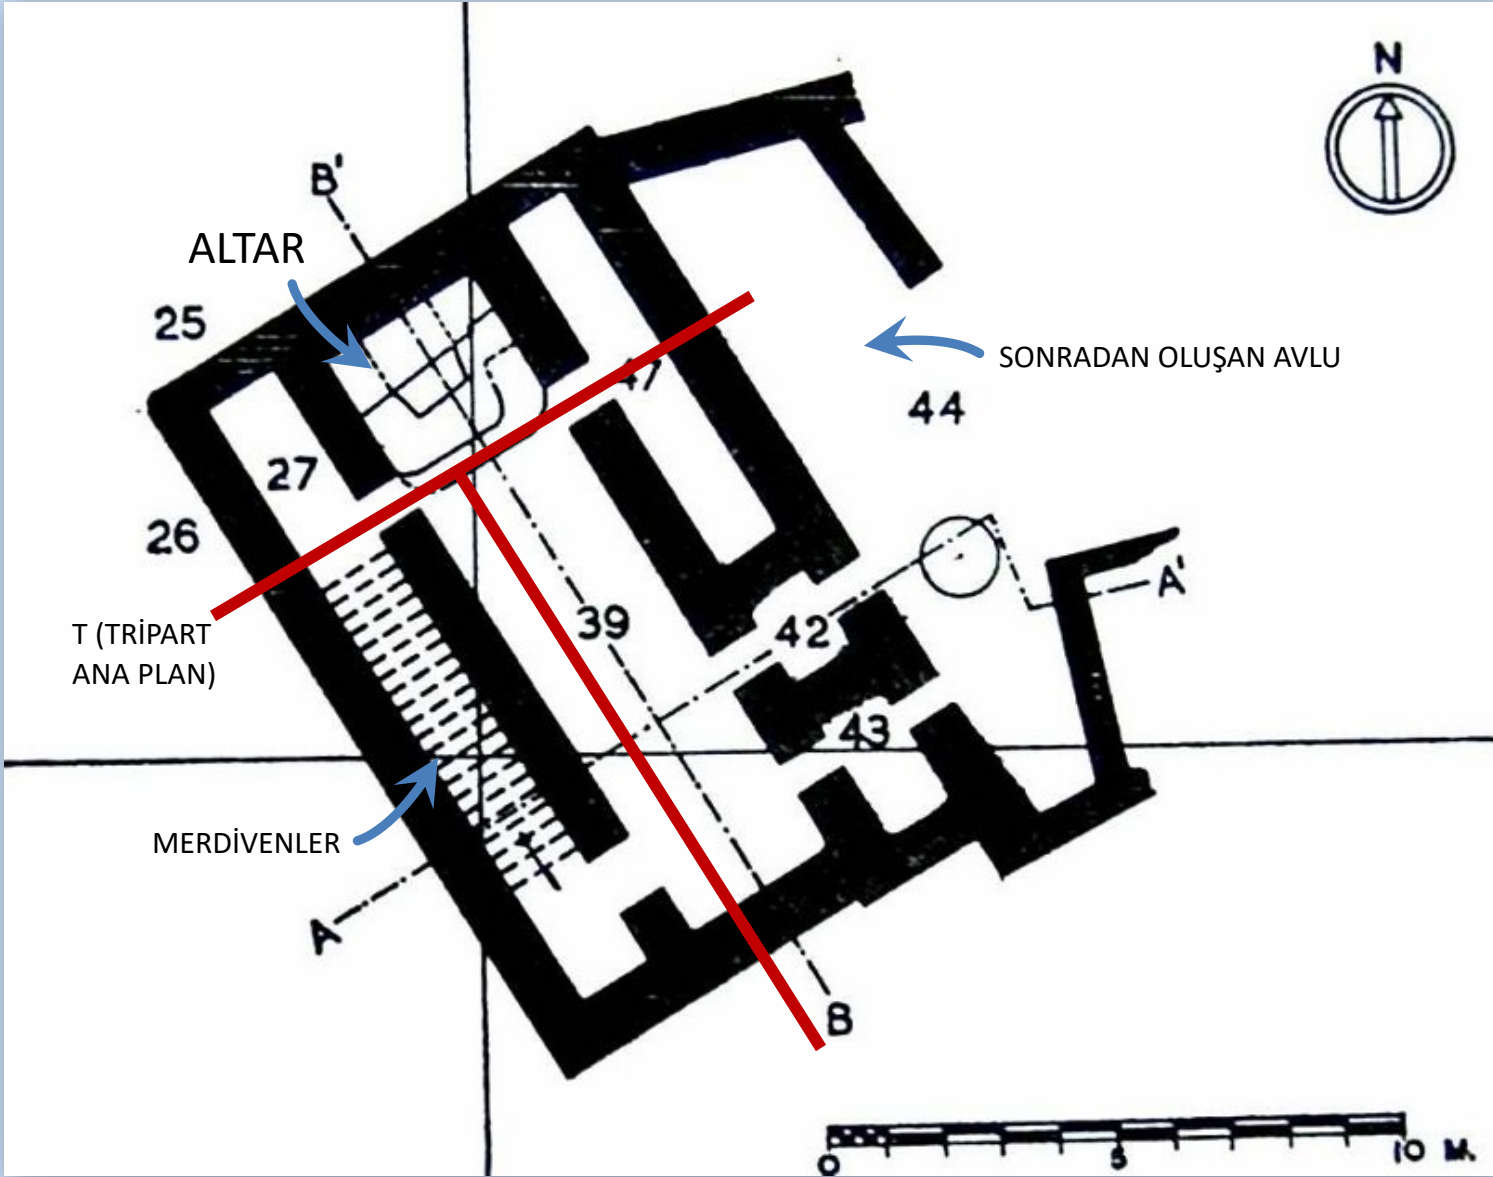 N
B'
ALTAR
25
SONRADAN OLUŞAN AVLU
47
44
27
26
A'
T (TRİPART
ANA PLAN)
39
42
43
MERDİVENLER
A
B
0 5 10 M.